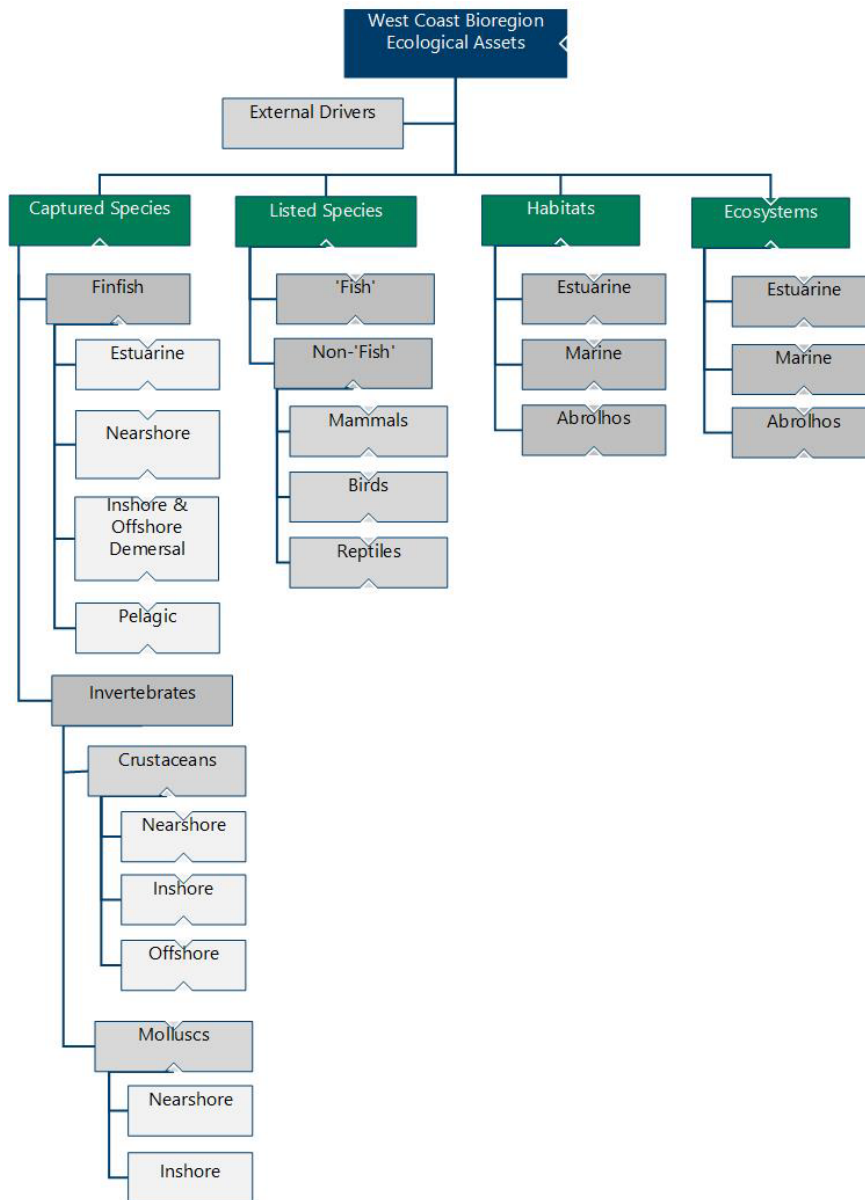 West Coast Bioregion
Ecological Assets
External Drivers
Captured Species
Listed Species
Habitats
Ecosystems
Finfish
Estuarine
Nearshore
Inshore &
Offshore
Demersal
Pelagic
Invertebrates
Crustaceans
Nearshore
Inshore
Offshore
Molluscs
Nearshore
Inshore
'Fish'
Non-'Fish'
Mammals
Birds
Reptiles
Estuarine
Marine
Abrolhos
Estuarine
Marine
Abrolhos